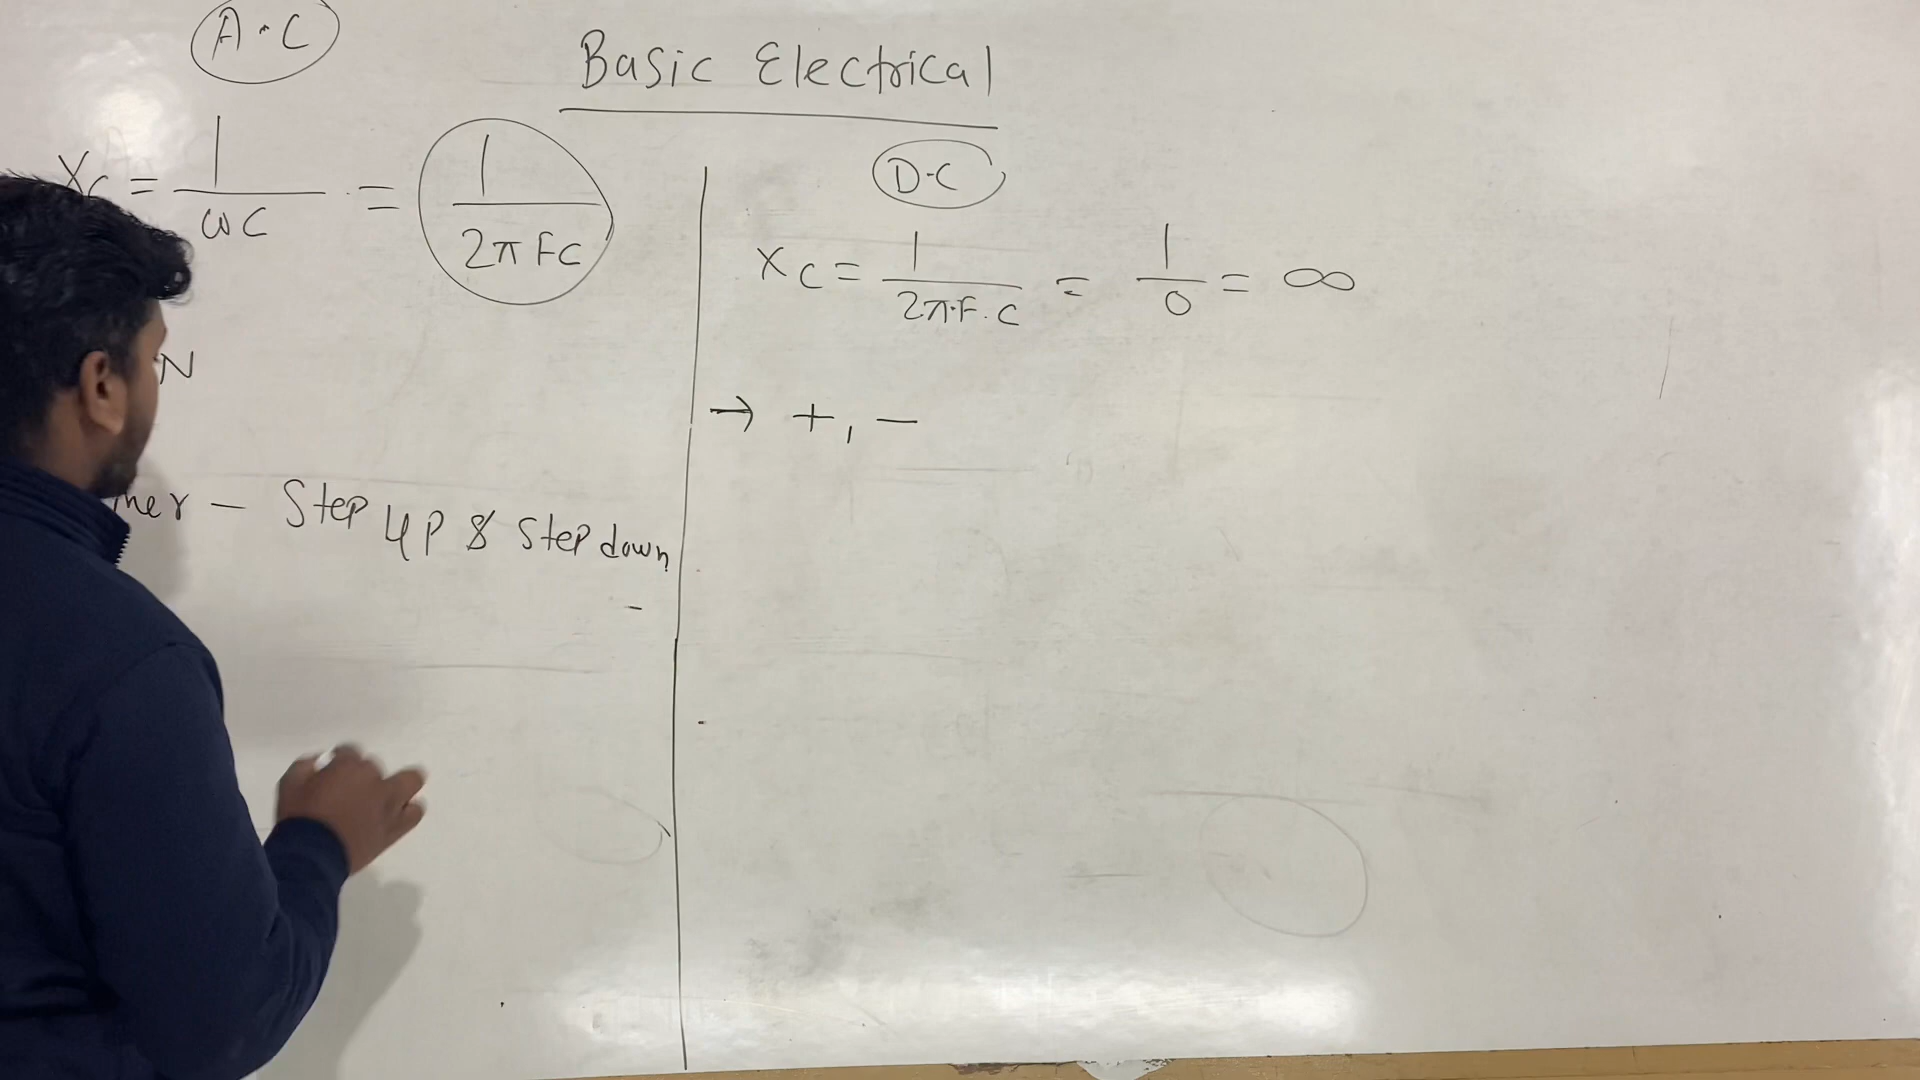 Basic Electrical
A.C
Xc = 1/ωC = 1/2πFC
N
mer - Step up & Step down
D.C
Xc = 1/2π.F.C = 1/0 = ∞
→ +, -